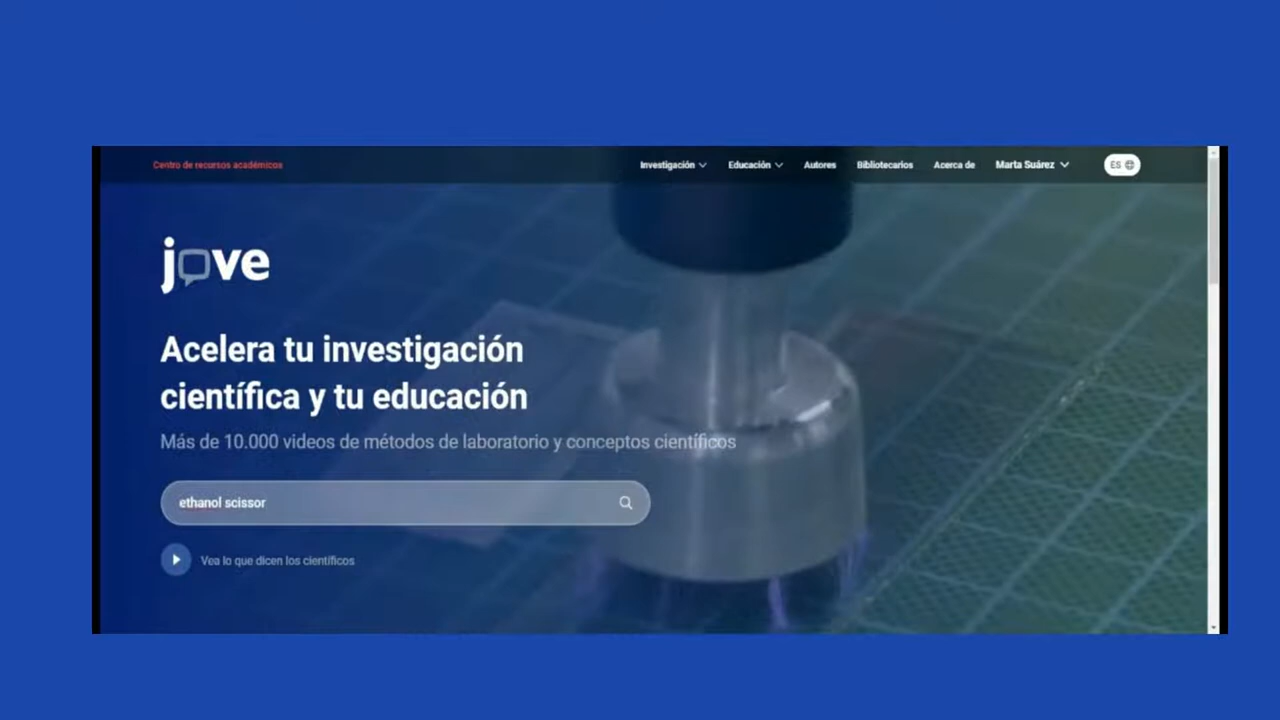 Centro de recursos académicos
Investigación Educación Autores Bibliotecarios Acerca de Marta Suárez ES
jove
Acelera tu investigación
científica y tu educación
Más de 10.000 videos de métodos de laboratorio y conceptos científicos
ethanol scissor
Vea lo que dicen los científicos